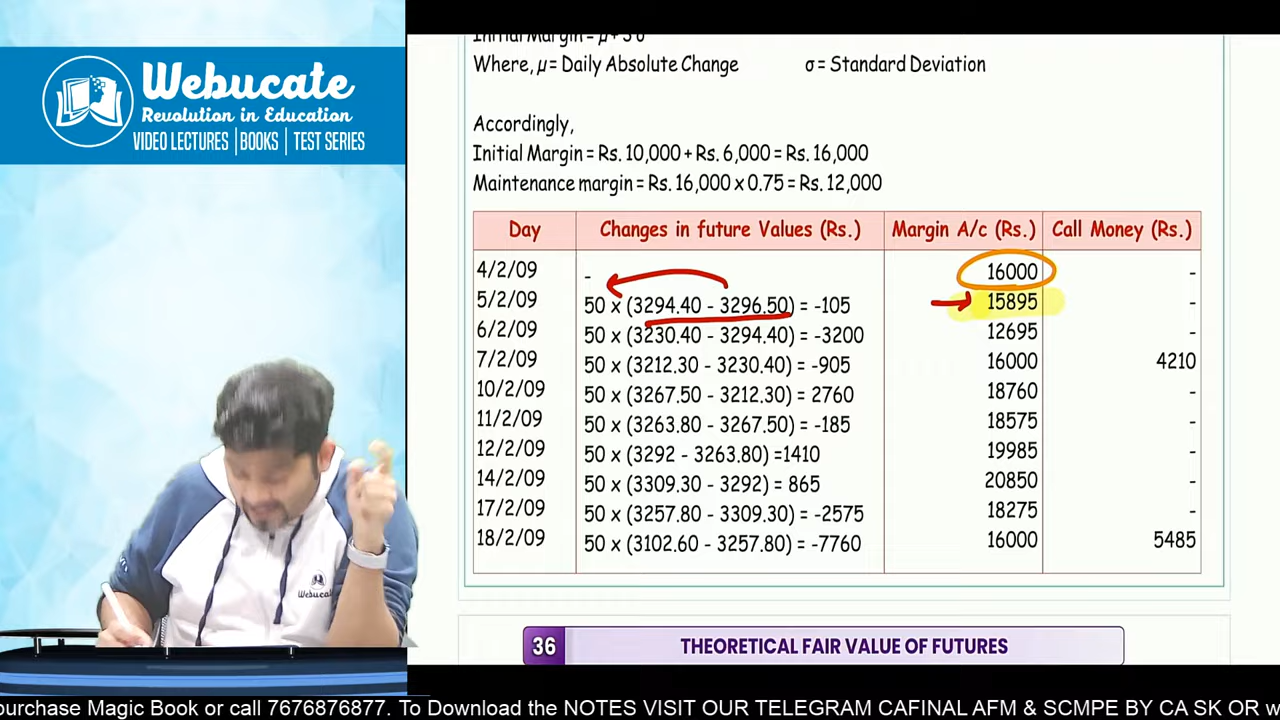 Webucate
Revolution in Education
VIDEO LECTURES | BOOKS | TEST SERIES
Initial Margin = μ + 3σ
Where, μ = Daily Absolute Change σ = Standard Deviation
Accordingly,
Initial Margin = Rs. 10,000 + Rs. 6,000 = Rs. 16,000
Maintenance margin = Rs. 16,000 x 0.75 = Rs. 12,000
Day Changes in future Values (Rs.) Margin A/c (Rs.) Call Money (Rs.)
4/2/09 - 16000 -
5/2/09 50 x (3294.40 - 3296.50) = -105 15895 -
6/2/09 50 x (3230.40 - 3294.40) = -3200 12695 -
7/2/09 50 x (3212.30 - 3230.40) = -905 16000 4210
10/2/09 50 x (3267.50 - 3212.30) = 2760 18760 -
11/2/09 50 x (3263.80 - 3267.50) = -185 18575 -
12/2/09 50 x (3292 - 3263.80) =1410 19985 -
14/2/09 50 x (3309.30 - 3292) = 865 20850 -
17/2/09 50 x (3257.80 - 3309.30) = -2575 18275 -
18/2/09 50 x (3102.60 - 3257.80) = -7760 16000 5485
Webucate
36 THEORETICAL FAIR VALUE OF FUTURES
purchase Magic Book or call 7676876877. To Download the NOTES VISIT OUR TELEGRAM CAFINAL AFM & SCMPE BY CA SK OR w